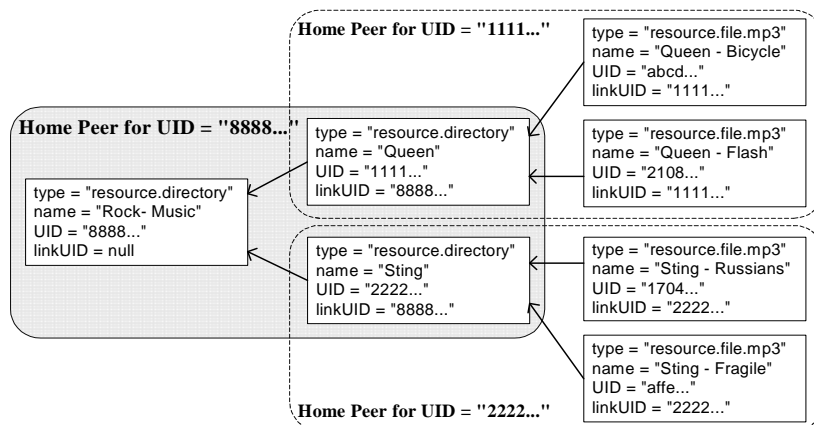 Home Peer for UID = "1111..."
type = "resource.file.mp3"
name = "Queen - Bicycle"
UID = "abcd..."
linkUID = "1111..."
Home Peer for UID = "8888..."
type = "resource.directory"
name = "Queen"
UID = "1111..."
linkUID = "8888..."
type = "resource.file.mp3"
name = "Queen - Flash"
UID = "2108..."
linkUID = "1111..."
type = "resource.directory"
name = "Rock- Music"
UID = "8888..."
linkUID = null
type = "resource.directory"
name = "Sting"
UID = "2222..."
linkUID = "8888..."
type = "resource.file.mp3"
name = "Sting - Russians"
UID = "1704..."
linkUID = "2222..."
type = "resource.file.mp3"
name = "Sting - Fragile"
UID = "affe..."
linkUID = "2222..."
Home Peer for UID = "2222..."